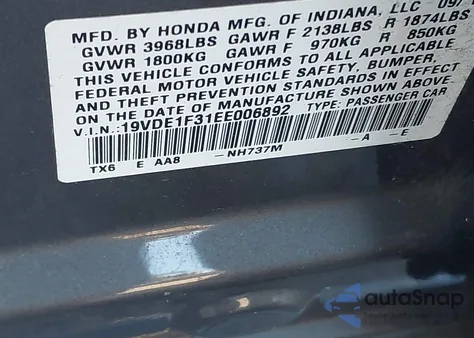 MFD. BY HONDA MFG. OF INDIANA, LLC 09/
GVWR 3968LBS GAWR F 2138LBS R 1874LBS
GVWR 1800KG GAWR F 970KG R 850KG
THIS VEHICLE CONFORMS TO ALL APPLICABLE
FEDERAL MOTOR VEHICLE SAFETY, BUMPER,
AND THEFT PREVENTION STANDARDS IN EFFECT
ON THE DATE OF MANUFACTURE SHOWN ABOVE.
V.I.N.: 19VDE1F31EE006892 TYPE: PASSENGER CAR
TX6 E AA8 -NH737M -A -E
autoSnap